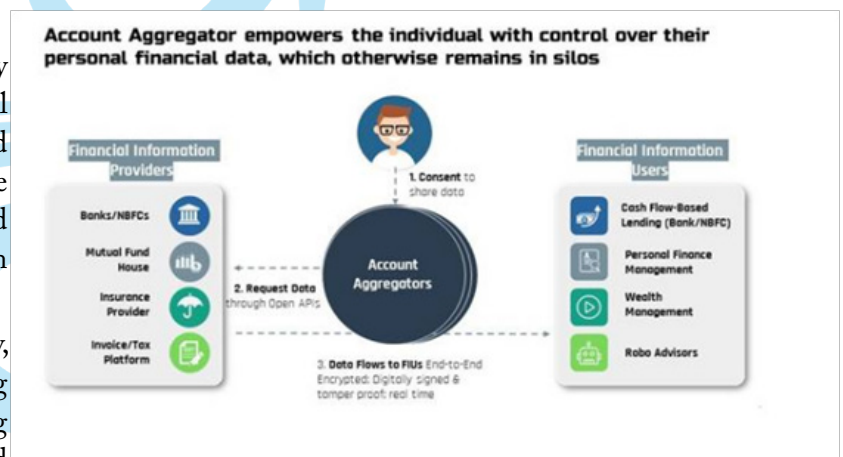 Account Aggregator empowers the individual with control over their
personal financial data, which otherwise remains in silos
Financial Information
Providers
Banks/NBFCs
Mutual Fund
House
Insurance
Provider
Invoice/Tax
Platform
1. Consent to
share data
Account
Aggregators
2. Request Data
through Open APIs
3. Data Flows to FIUs End-to-End
Encrypted; Digitally signed &
tamper proof; real time
Financial Information
Users
Cash Flow-Based
Lending (Bank/NBFC)
Personal Finance
Management
Wealth
Management
Robo Advisors